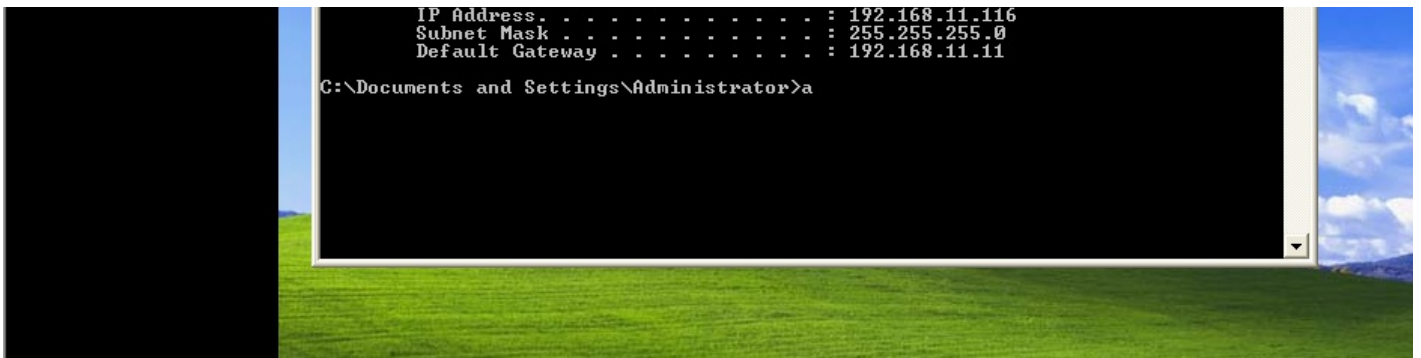 IP Address. . . . . . . . . . . . : 192.168.11.116
Subnet Mask . . . . . . . . . . . : 255.255.255.0
Default Gateway . . . . . . . . . : 192.168.11.11
C:\Documents and Settings\Administrator>a